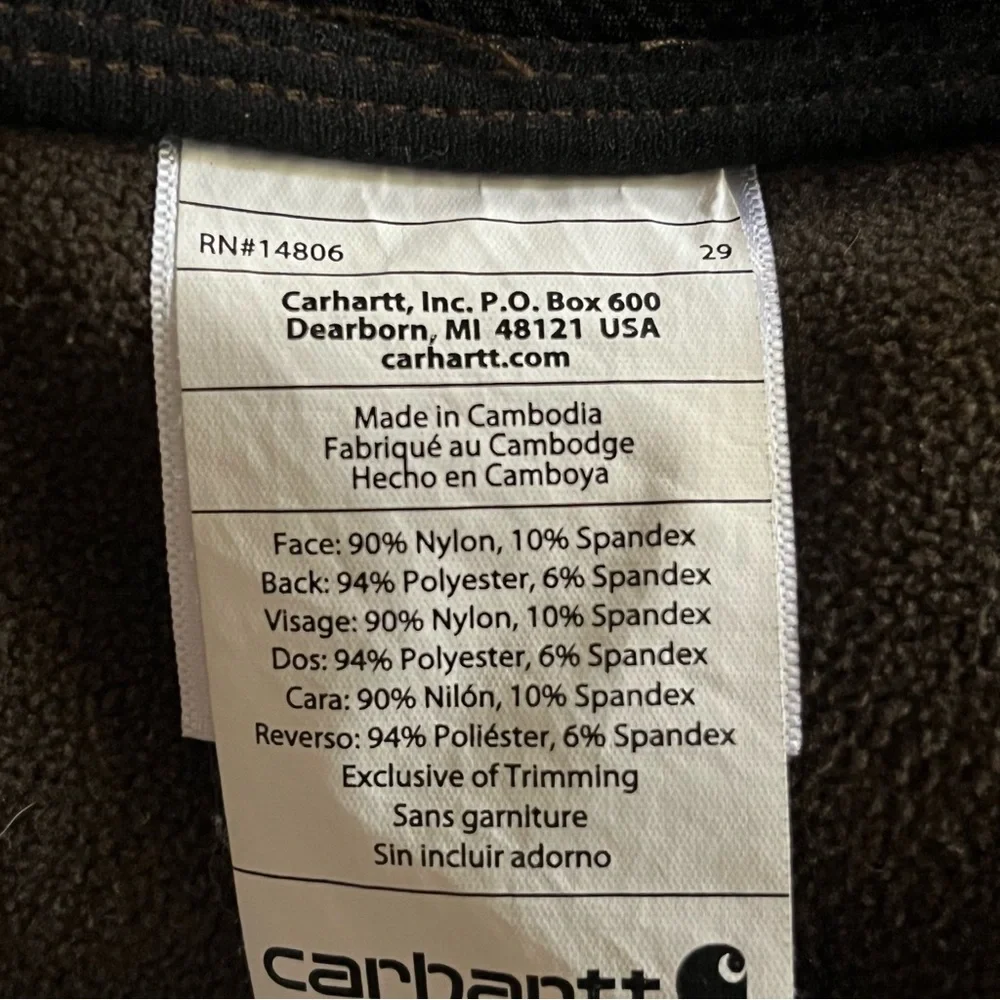 RN#14806 29
Carhartt, Inc. P.O. Box 600
Dearborn, MI 48121 USA
carhartt.com
Made in Cambodia
Fabriqué au Cambodge
Hecho en Camboya
Face: 90% Nylon, 10% Spandex
Back: 94% Polyester, 6% Spandex
Visage: 90% Nylon, 10% Spandex
Dos: 94% Polyester, 6% Spandex
Cara: 90% Nilón, 10% Spandex
Reverso: 94% Poliéster, 6% Spandex
Exclusive of Trimming
Sans garniture
Sin incluir adorno
carhartt